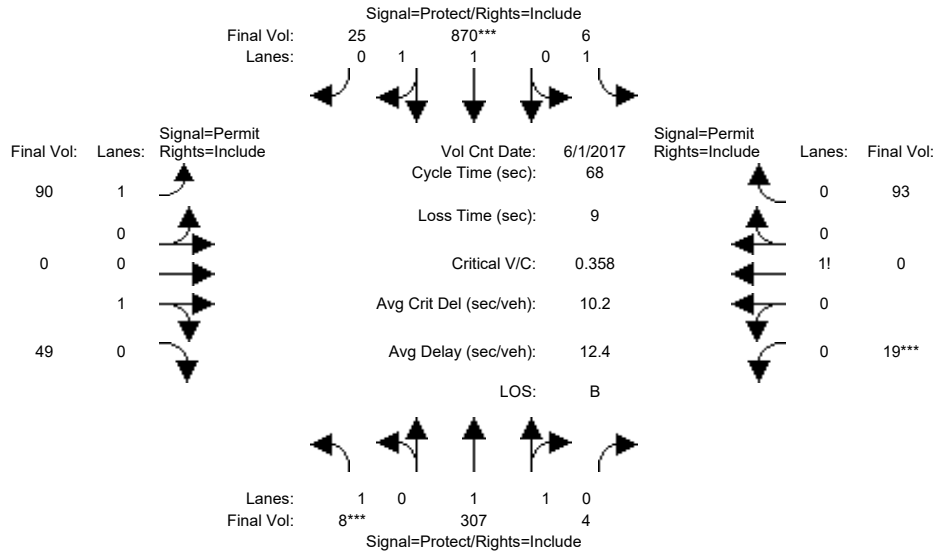 Signal=Protect/Rights=Include
Final Vol: 25 870*** 6
Lanes: 0 1 1 0 1
Signal=Permit Signal=Permit
Final Vol: Lanes: Rights=Include Vol Cnt Date: 6/1/2017 Rights=Include Lanes: Final Vol:
Cycle Time (sec): 68
90 1 0 93
Loss Time (sec): 9
0 0
0 0 Critical V/C: 0.358 1! 0
1 Avg Crit Del (sec/veh): 10.2 0
49 0 Avg Delay (sec/veh): 12.4 0 19***
LOS: B
Lanes: 1 0 1 1 0
Final Vol: 8*** 307 4
Signal=Protect/Rights=Include